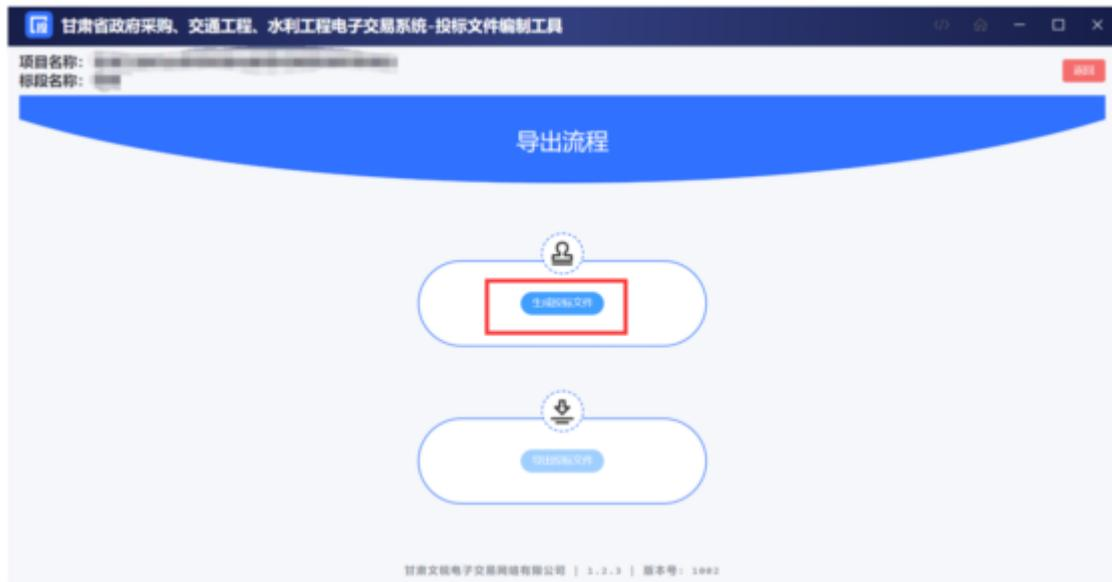 甘肃省政府采购、交通工程、水利工程电子交易系统-投标文件编制工具
项目名称：
标段名称：
返回
导出流程
生成投标文件
导出投标文件
甘肃文锐电子交易网络有限公司 | 1.2.3 | 版本号: 1002